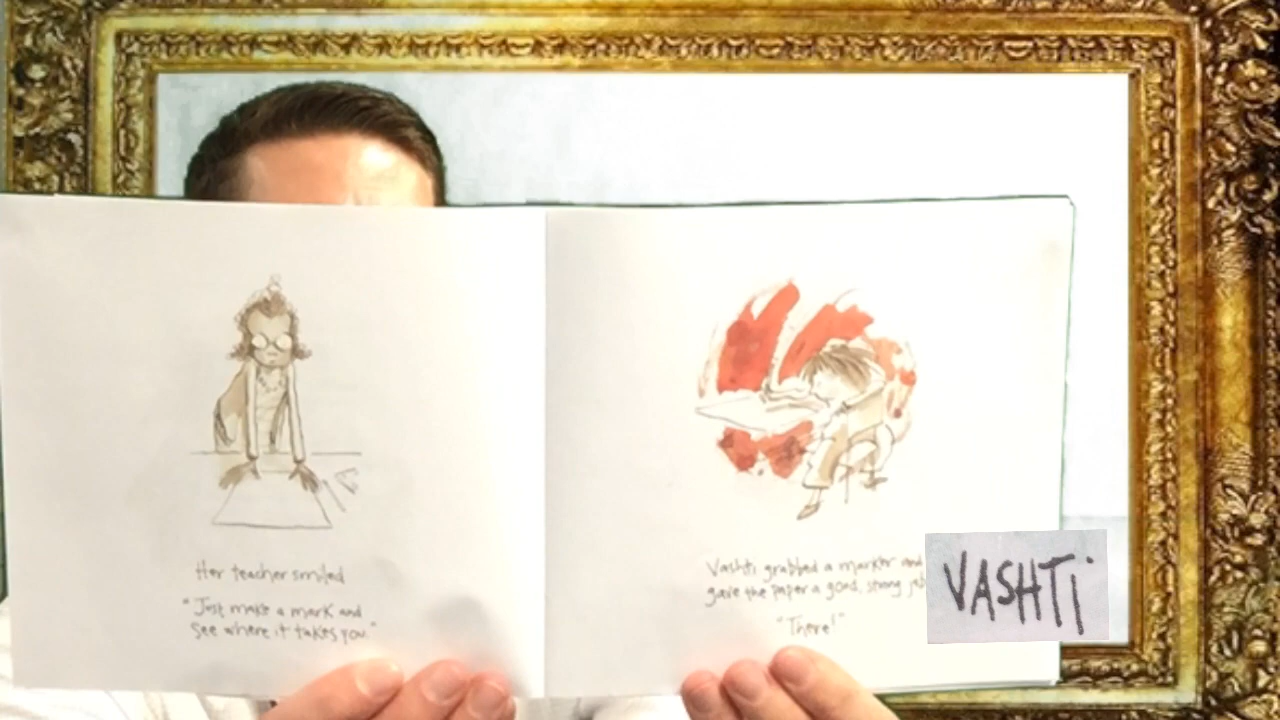 Her teacher smiled
"Just make a mark and
see where it takes you."
Vashti grabbed a marker and
gave the paper a good, strong jab
"There!"
VASHTi